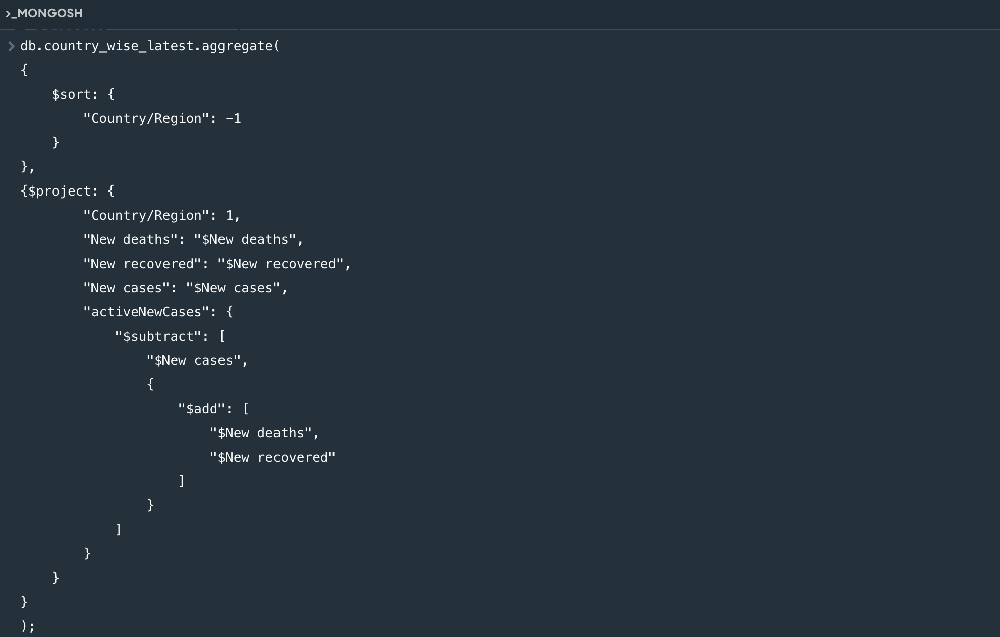 >_MONGOSH
db.country_wise_latest.aggregate(
{
    $sort: {
        "Country/Region": -1
    }
},
{$project: {
        "Country/Region": 1,
        "New deaths": "$New deaths",
        "New recovered": "$New recovered",
        "New cases": "$New cases",
        "activeNewCases": {
            "$subtract": [
                "$New cases",
                {
                    "$add": [
                        "$New deaths",
                        "$New recovered"
                    ]
                }
            ]
        }
    }
}
);